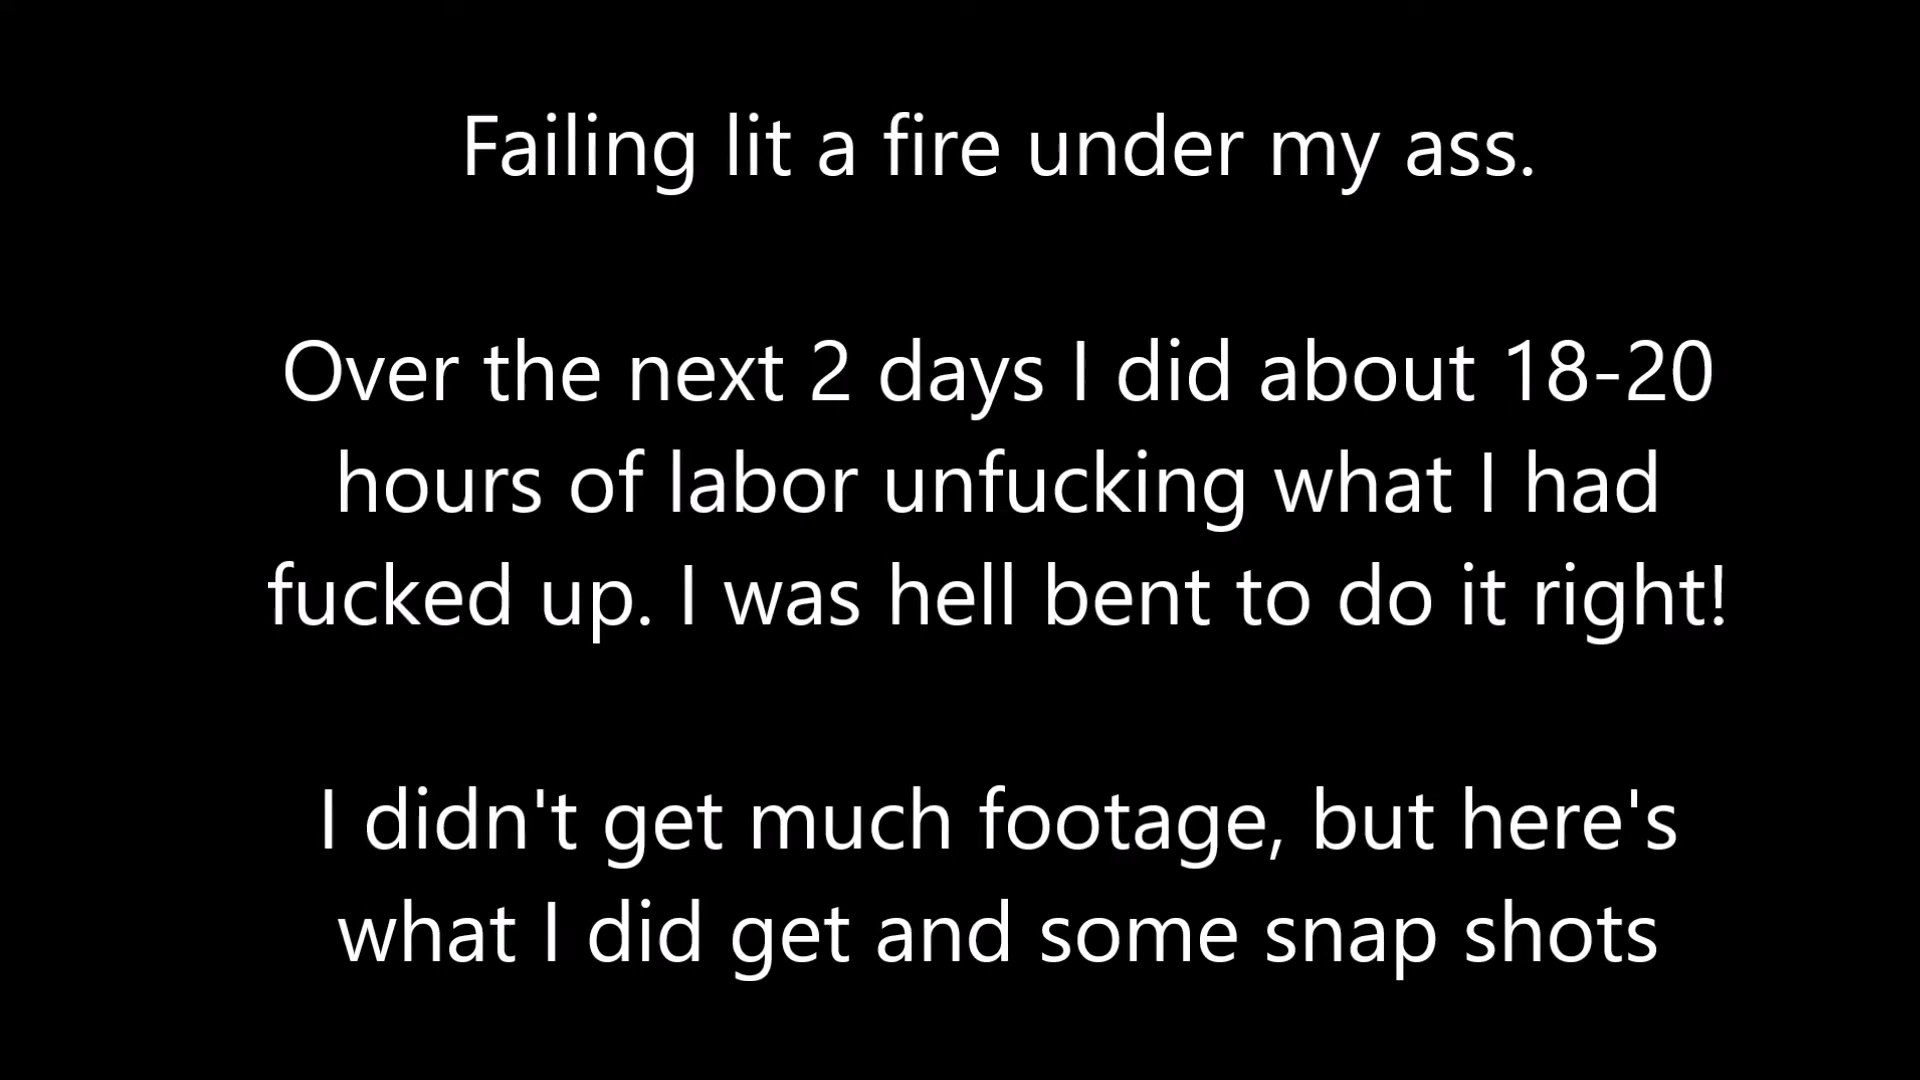 Failing lit a fire under my ass.
Over the next 2 days I did about 18-20
hours of labor unfucking what I had
fucked up. I was hell bent to do it right!
I didn't get much footage, but here's
what I did get and some snap shots